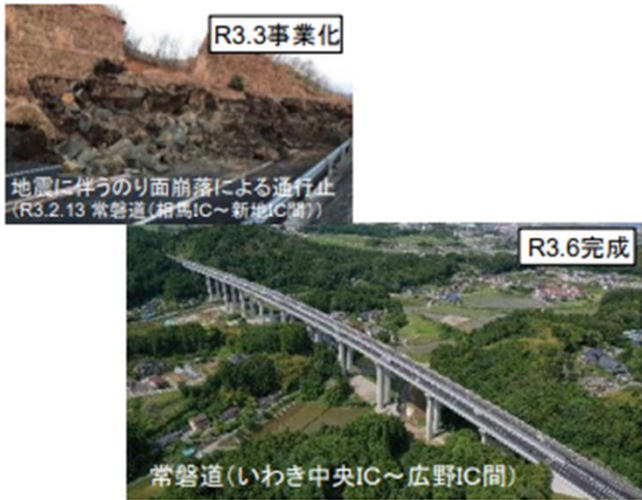 R3.3事業化
地震に伴うのり面崩落による通行止
(R3.2.13 常磐道(相馬IC~新地IC間))
R3.6完成
常磐道(いわき中央IC~広野IC間)